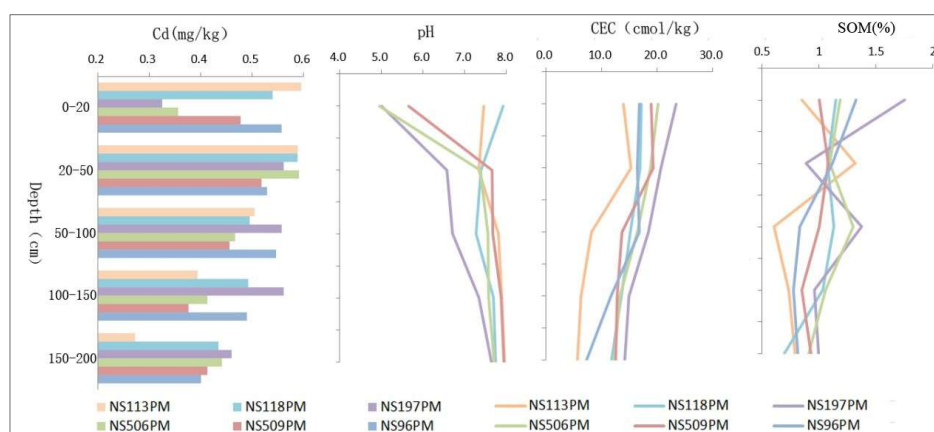 Cd(mg/kg)
0.2 0.3 0.4 0.5 0.6
pH
4.0 5.0 6.0 7.0 8.0
CEC (cmol/kg)
0.0 10.0 20.0 30.0
SOM(%)
0.5 1 1.5 2
Depth (cm)
0-20
20-50
50-100
100-150
150-200
NS113PM NS118PM NS197PM NS113PM NS118PM NS197PM
NS506PM NS509PM NS96PM NS506PM NS509PM NS96PM